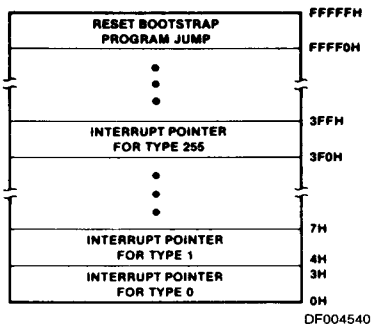 RESET BOOTSTRAP
PROGRAM JUMP
FFFFFH
FFFF0H
3FFH
INTERRUPT POINTER
FOR TYPE 255
3F0H
7H
INTERRUPT POINTER
FOR TYPE 1
4H
3H
INTERRUPT POINTER
FOR TYPE 0
0H
DF004540